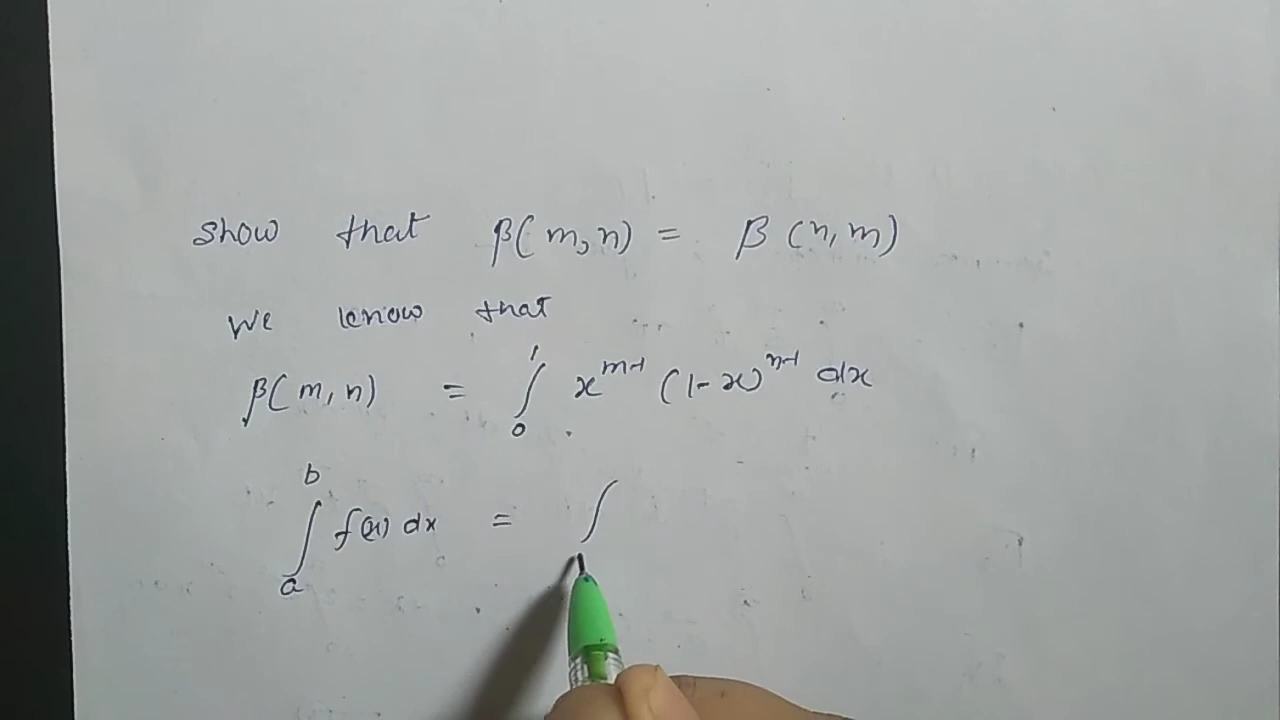 show that β(m,n) = β(n,m)
We know that
β(m,n) = ∫₀¹ x^{m-1} (1-x)^{n-1} dx
∫ₐᵇ f(x) dx = ∫